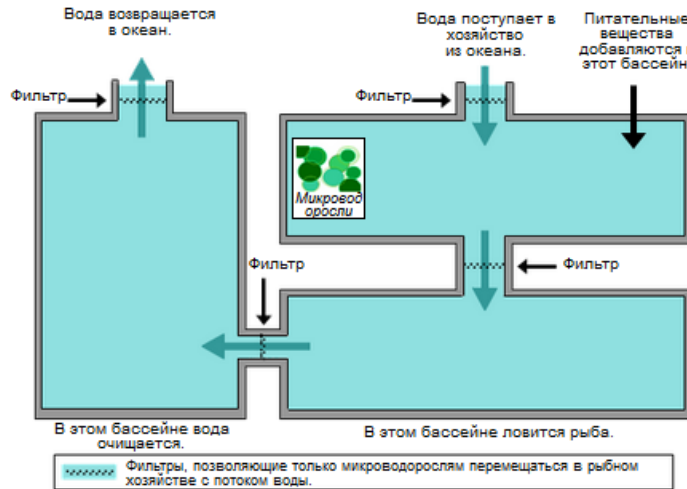 Вода возвращается
в океан.
Вода поступает в
хозяйство
из океана.
Питательные
вещества
добавляются
этот бассейн
Фильтр
Фильтр
Микровод
оросли
Фильтр
Фильтр
В этом бассейне вода
очищается.
В этом бассейне ловится рыба.
Фильтры, позволяющие только микроводорослям перемещаться в рыбном
хозяйстве с потоком воды.